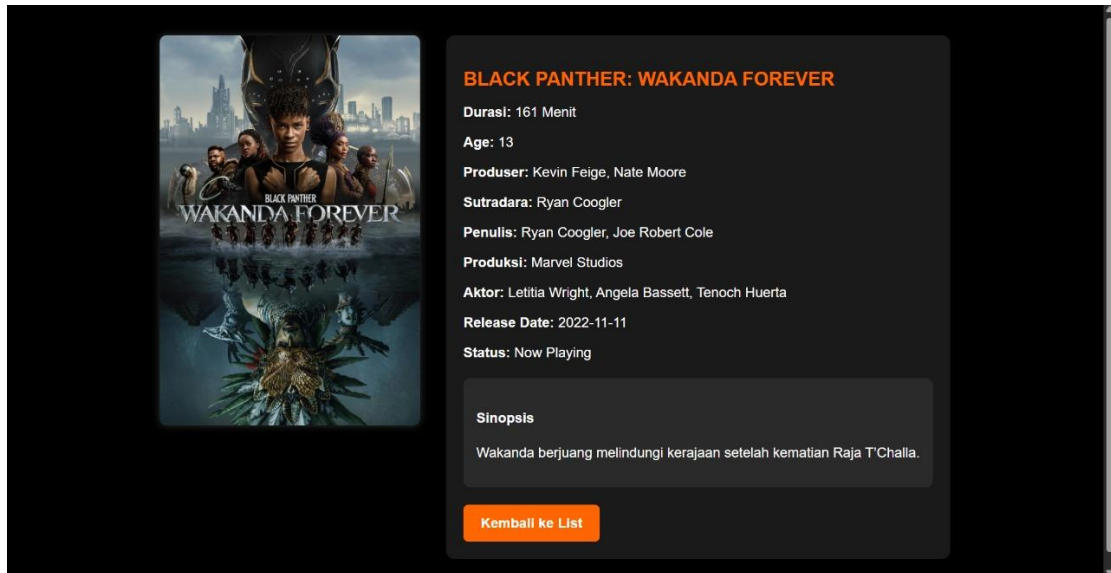 BLACK PANTHER
WAKANDA FOREVER
BLACK PANTHER: WAKANDA FOREVER
Durasi: 161 Menit
Age: 13
Produser: Kevin Feige, Nate Moore
Sutradara: Ryan Coogler
Penulis: Ryan Coogler, Joe Robert Cole
Produksi: Marvel Studios
Aktor: Letitia Wright, Angela Bassett, Tenoch Huerta
Release Date: 2022-11-11
Status: Now Playing
Sinopsis
Wakanda berjuang melindungi kerajaan setelah kematian Raja T'Challa.
Kembali ke List